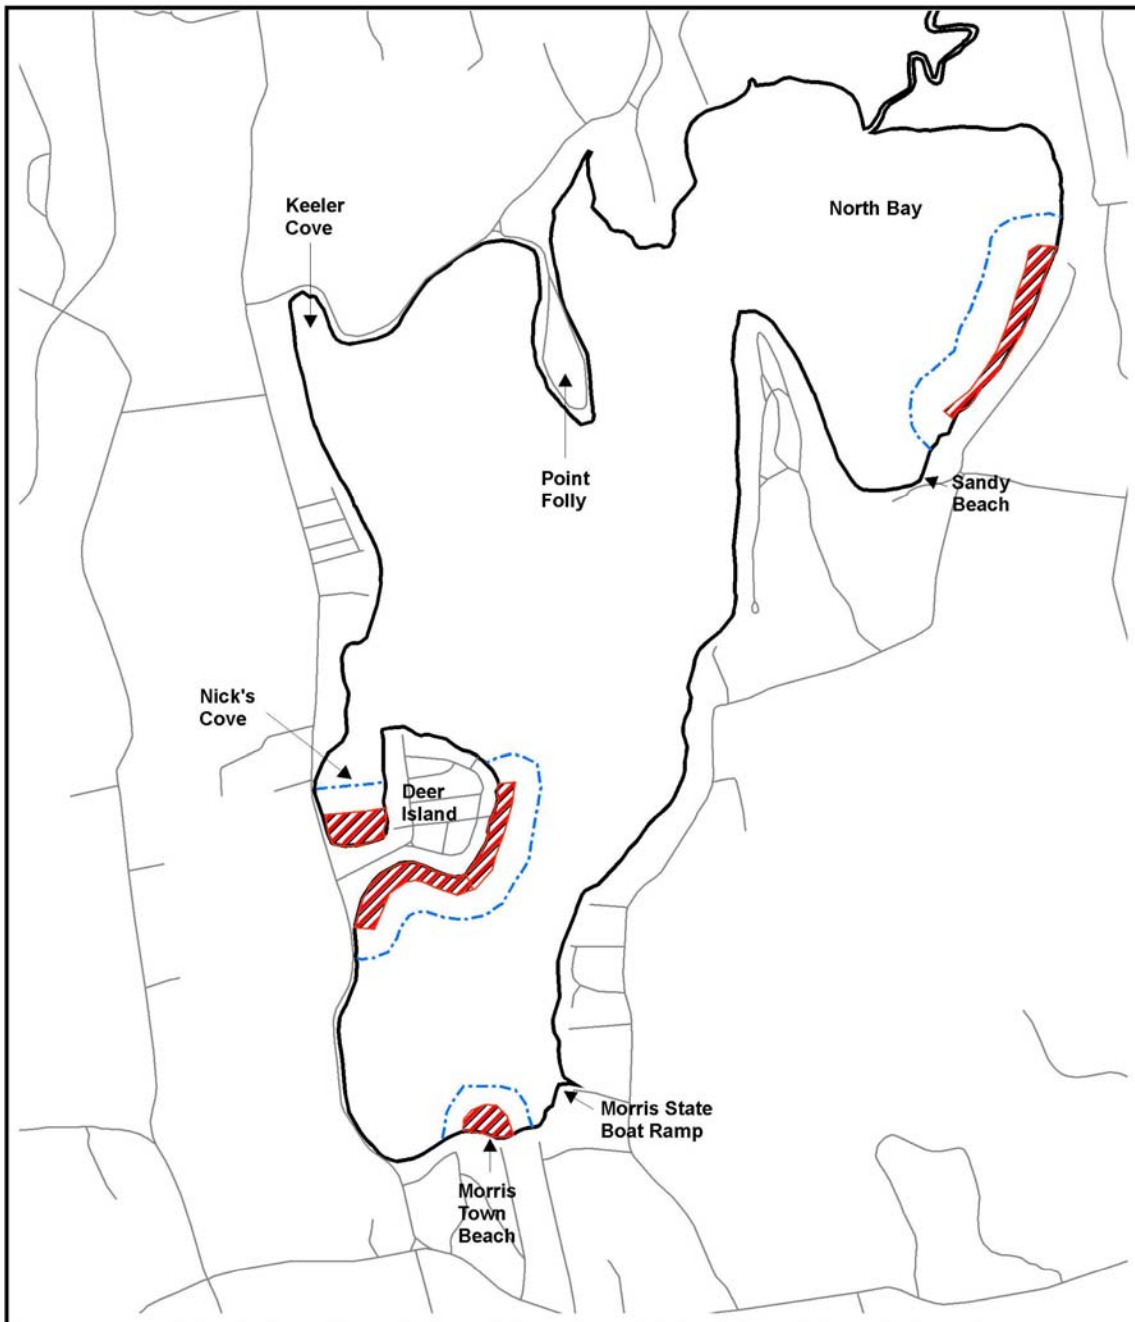 Keeler
Cove
North Bay
Point
Folly
Sandy
Beach
Nick's
Cove
Deer
Island
Morris State
Boat Ramp
Morris
Town
Beach